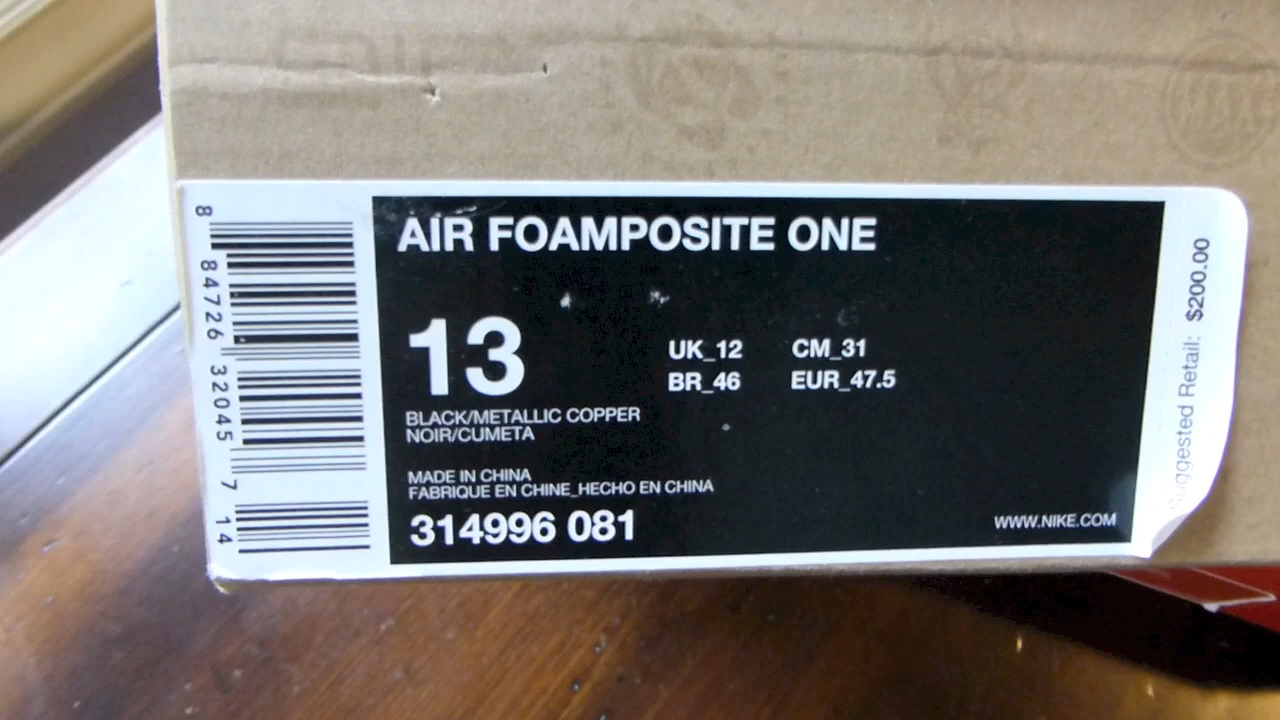 AIR FOAMPOSITE ONE
13
UK_12 CM_31
BR_46 EUR_47.5
BLACK/METALLIC COPPER
NOIR/CUMETA
MADE IN CHINA
FABRIQUE EN CHINE_HECHO EN CHINA
314996 081
WWW.NIKE.COM
8 84726 32045 7 14
Suggested Retail: $200.00
MAAG